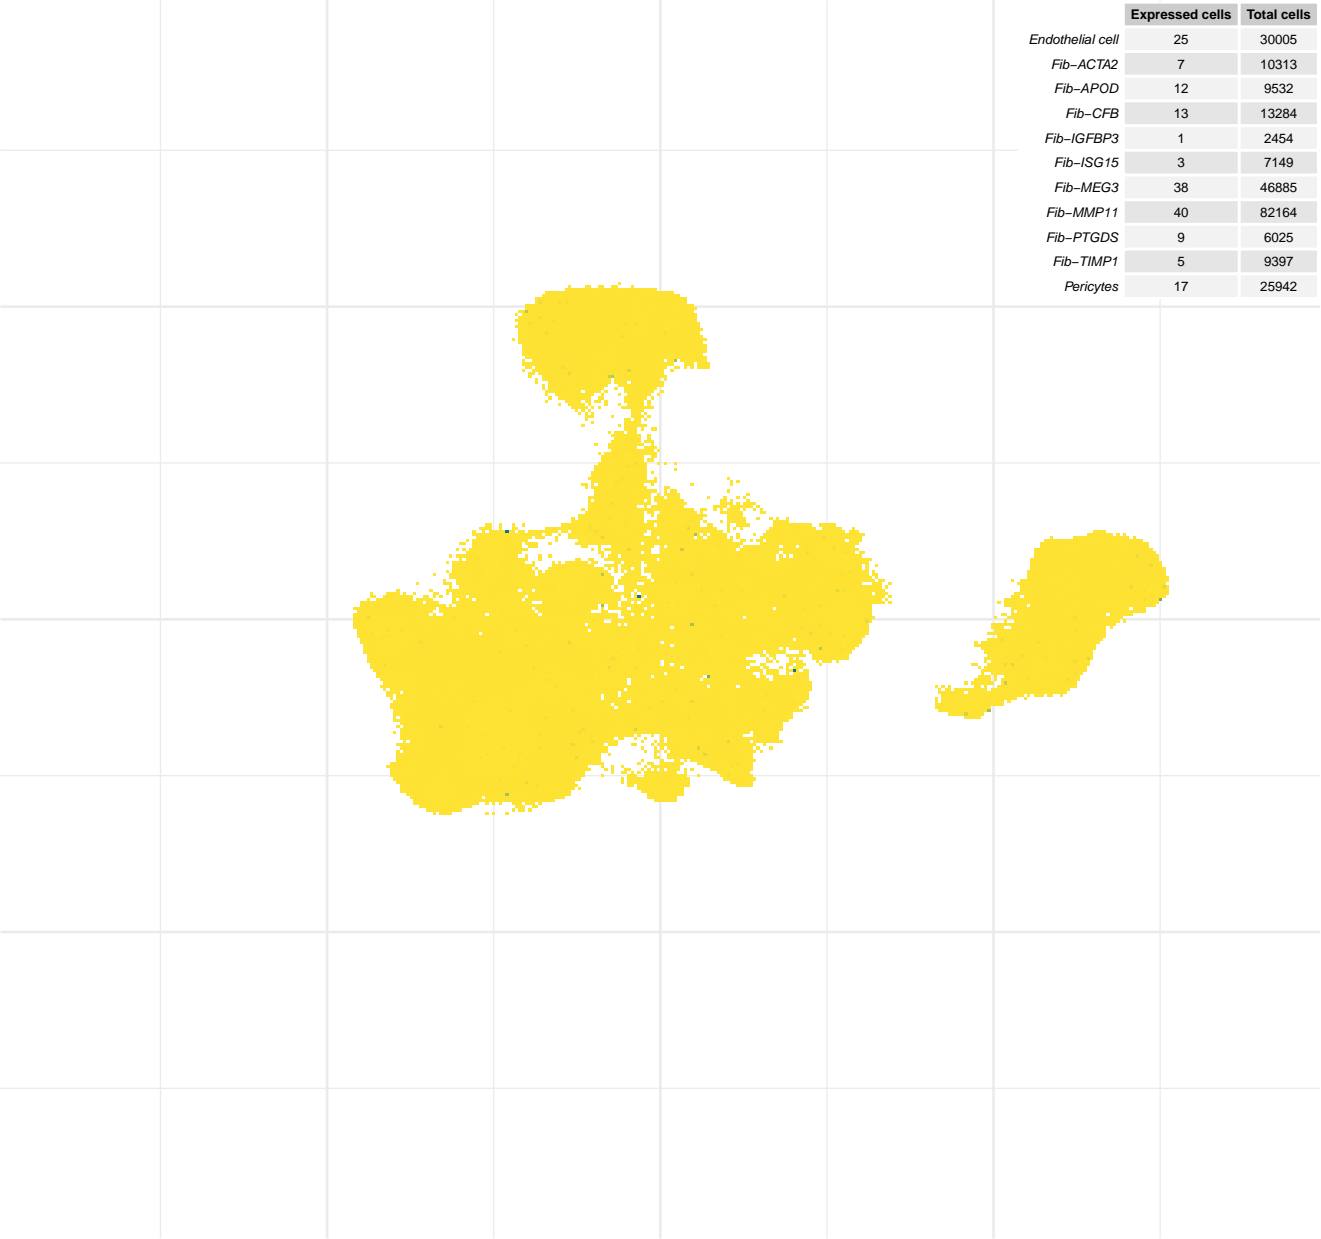 Expressed cells Total cells
Endothelial cell 25 30005
Fib−ACTA2 7 10313
Fib−APOD 12 9532
Fib−CFB 13 13284
Fib−IGFBP3 1 2454
Fib−ISG15 3 7149
Fib−MEG3 38 46885
Fib−MMP11 40 82164
Fib−PTGDS 9 6025
Fib−TIMP1 5 9397
Pericytes 17 25942